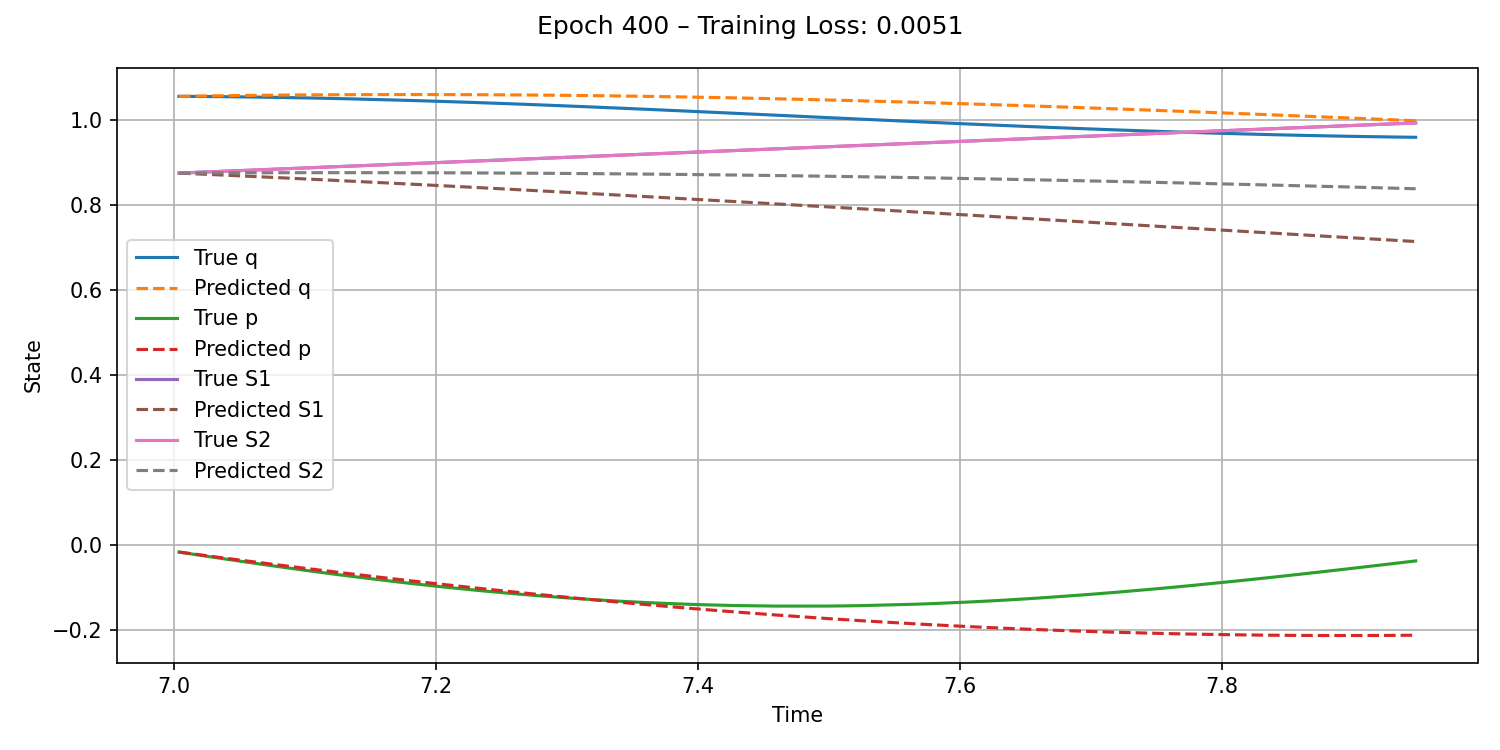 Epoch 400 – Training Loss: 0.0051
1.0
0.8
0.6
0.4
0.2
0.0
−0.2
State
True q
Predicted q
True p
Predicted p
True S1
Predicted S1
True S2
Predicted S2
7.0 7.2 7.4 7.6 7.8
Time